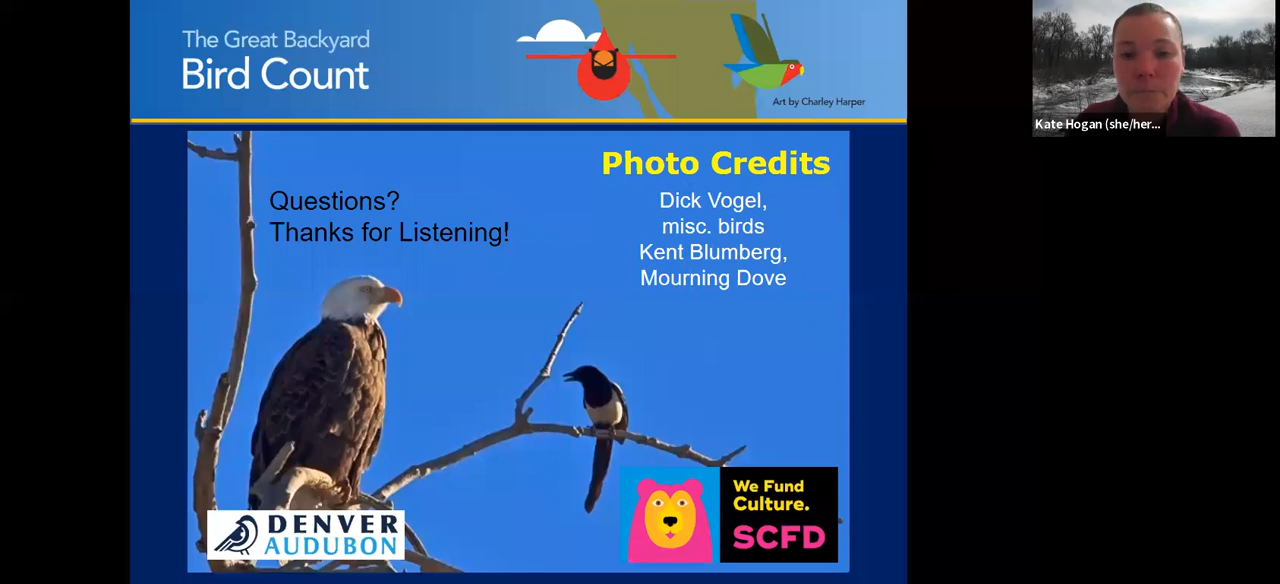 The Great Backyard
Bird Count
Art by Charley Harper
Kate Hogan (she/her...
Photo Credits
Questions?
Thanks for Listening!
Dick Vogel,
misc. birds
Kent Blumberg,
Mourning Dove
We Fund
Culture.
SCFD
DENVER
AUDUBON